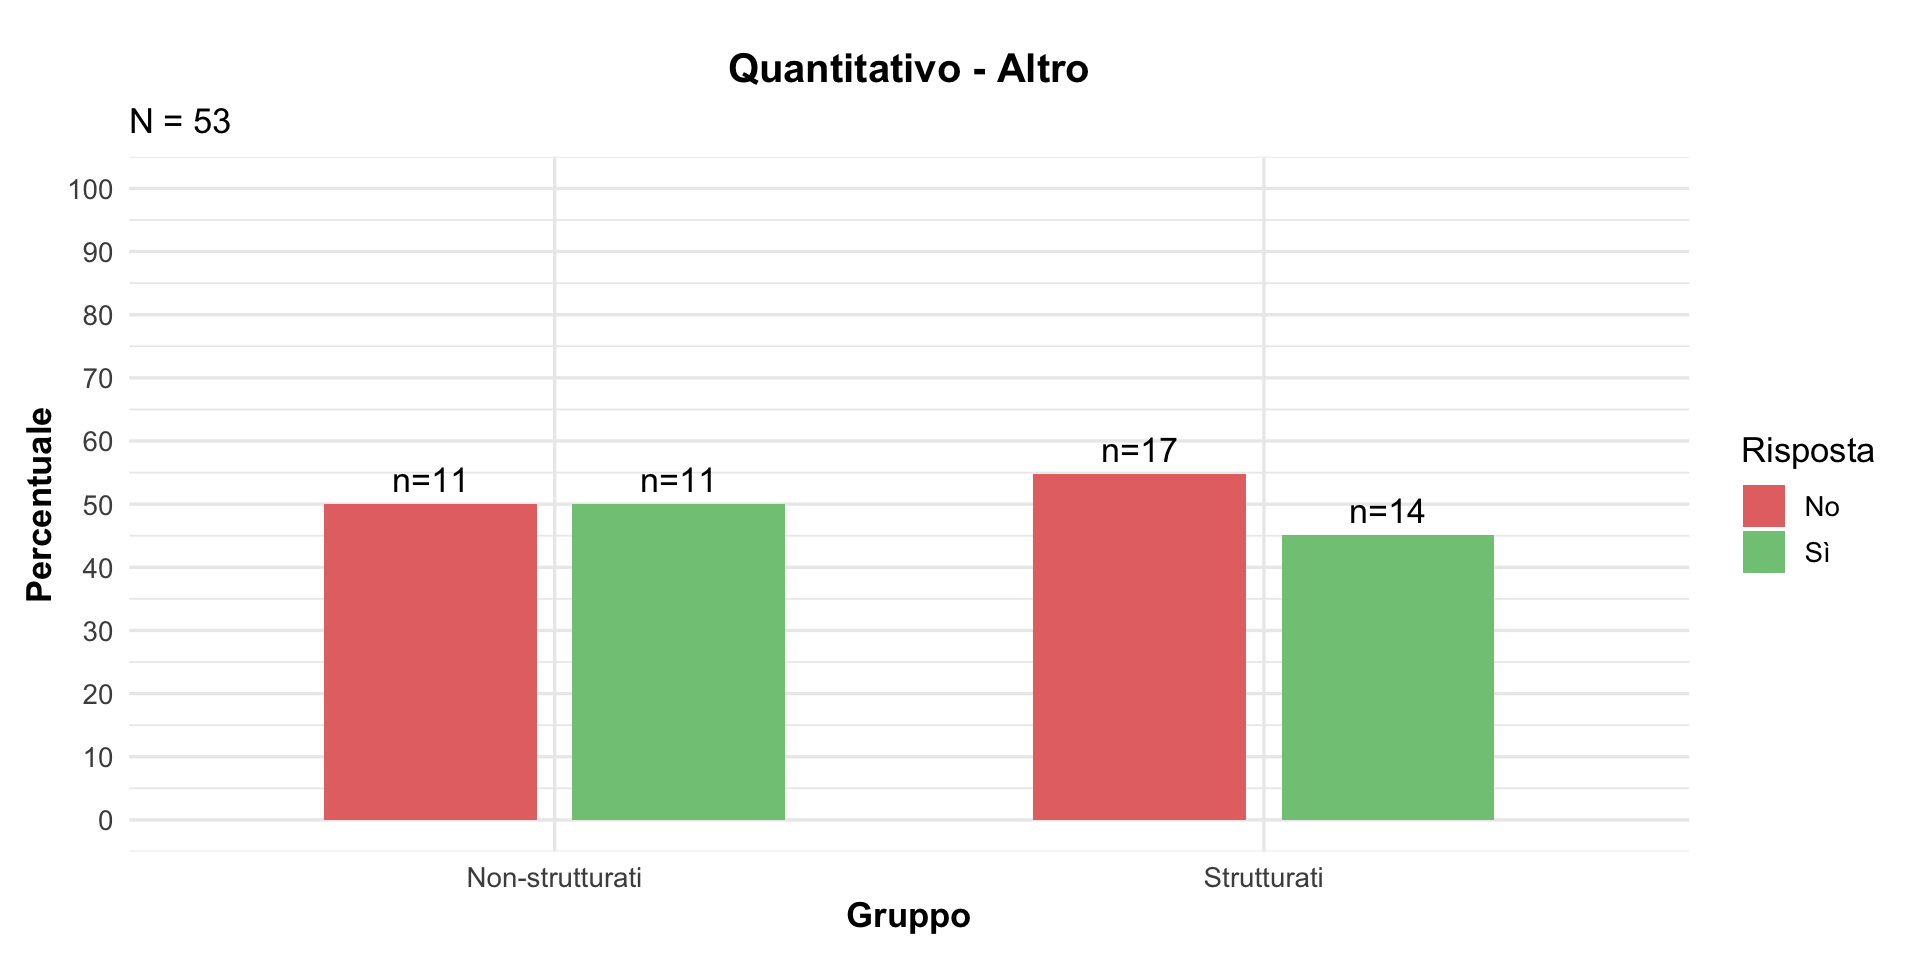 Quantitativo - Altro
N = 53
Percentuale
100
90
80
70
60
50
40
30
20
10
0
n=11
n=11
n=17
n=14
Non-strutturati
Strutturati
Gruppo
Risposta
No
Sì